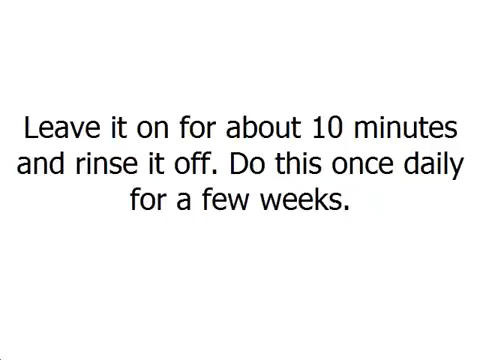 Leave it on for about 10 minutes
and rinse it off. Do this once daily
for a few weeks.